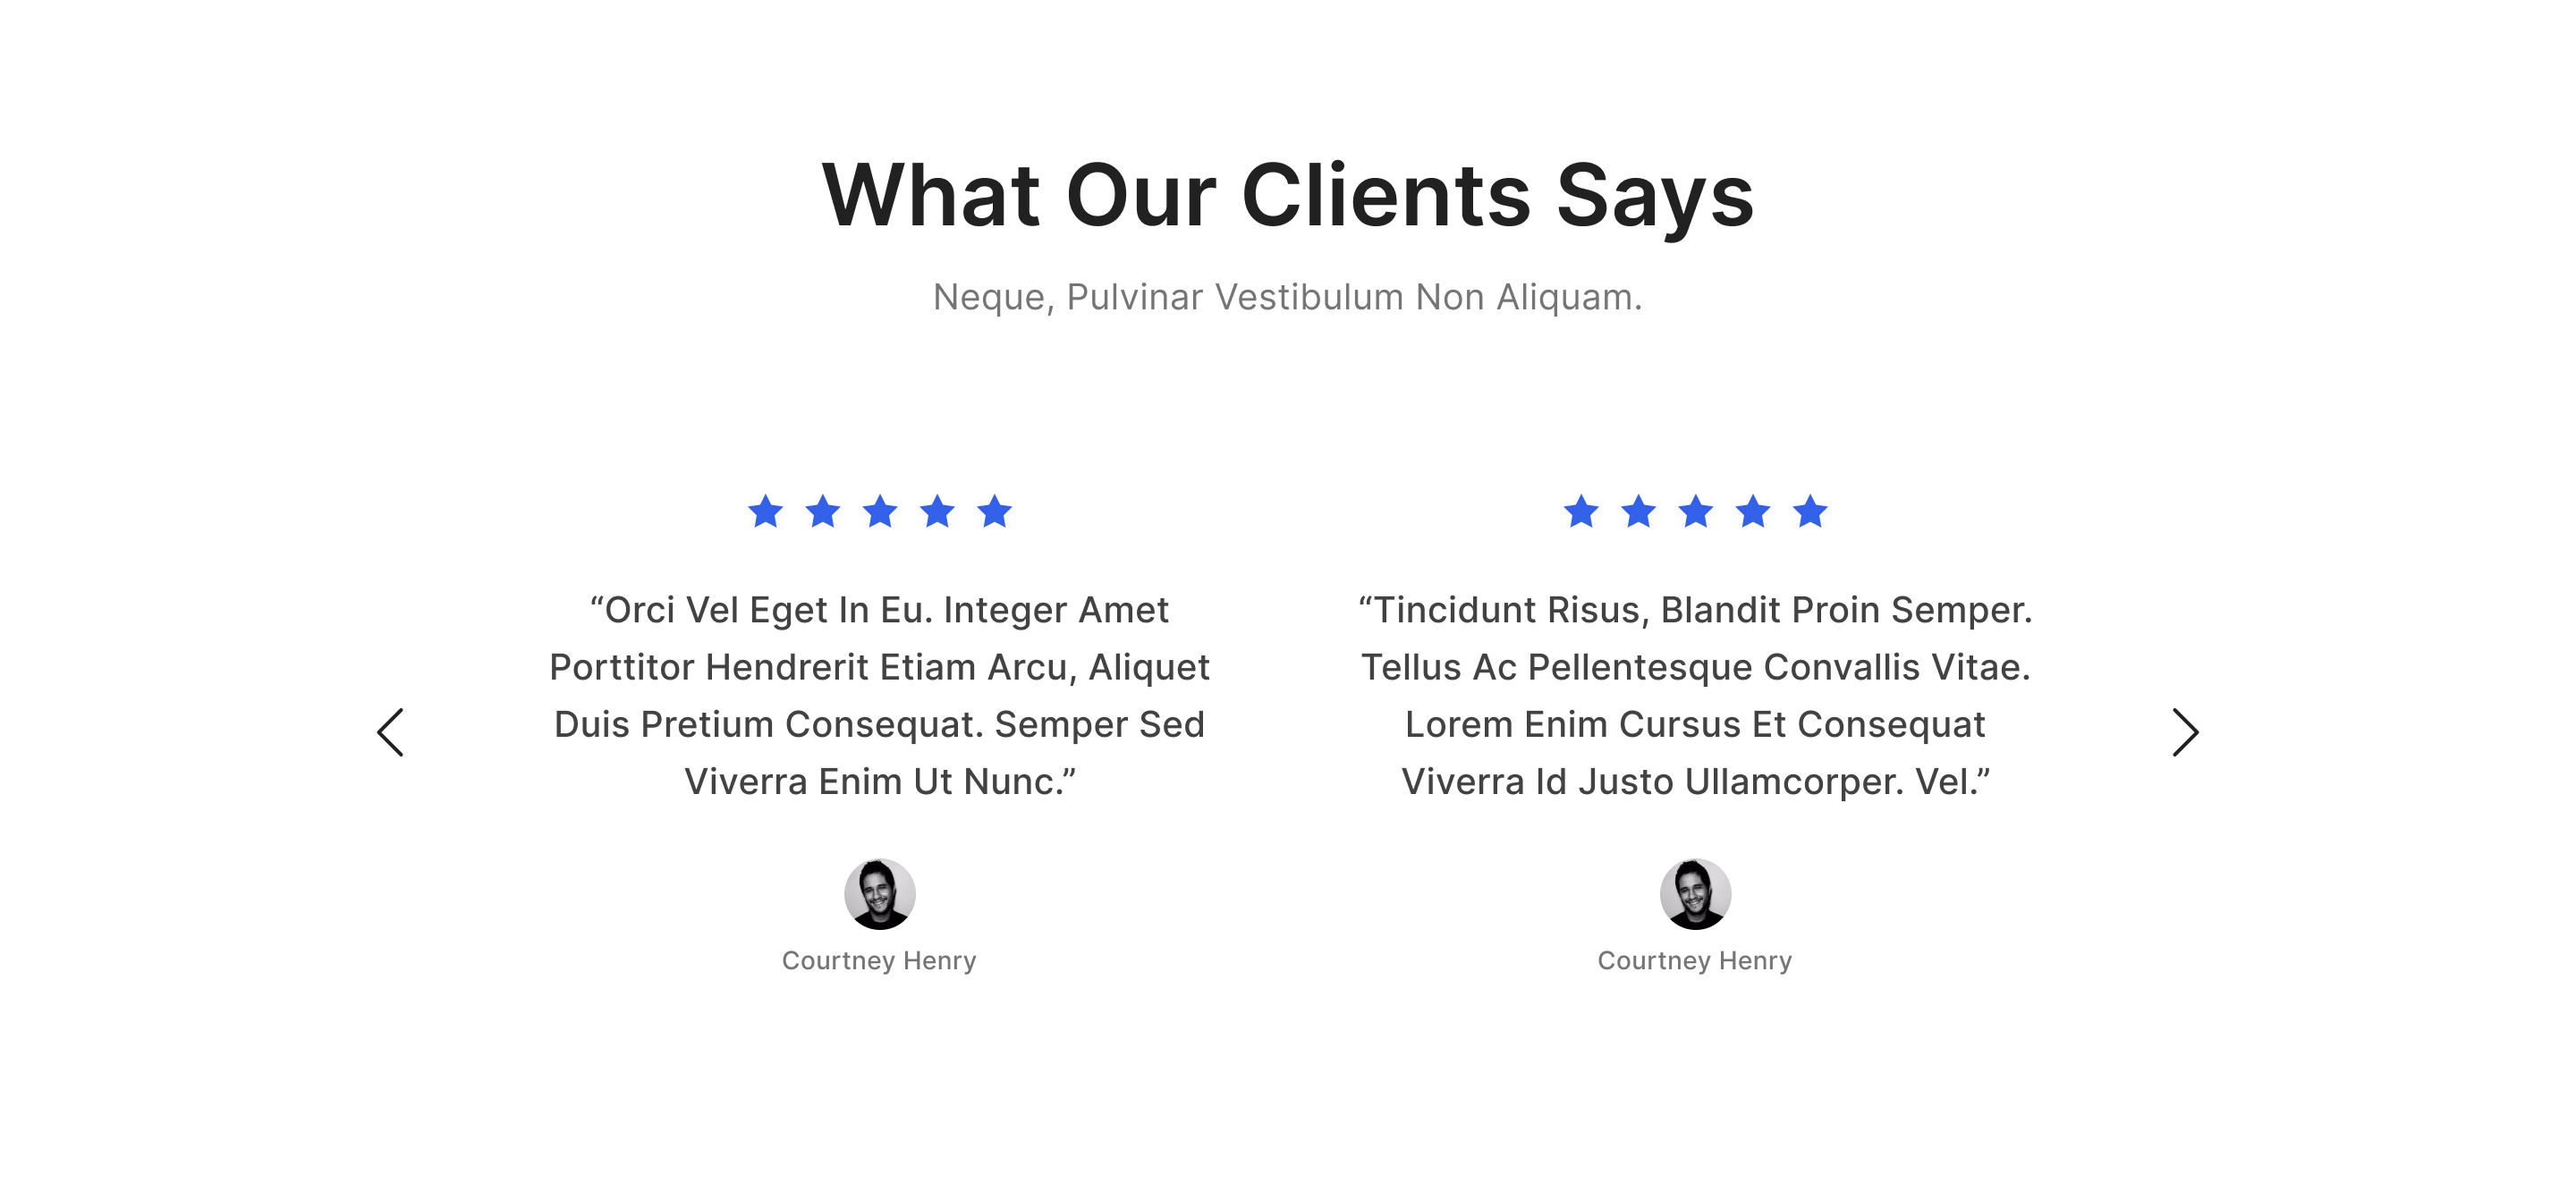 What Our Clients Says
Neque, Pulvinar Vestibulum Non Aliquam.
“Orci Vel Eget In Eu. Integer Amet
Porttitor Hendrerit Etiam Arcu, Aliquet
Duis Pretium Consequat. Semper Sed
Viverra Enim Ut Nunc.”
Courtney Henry
“Tincidunt Risus, Blandit Proin Semper.
Tellus Ac Pellentesque Convallis Vitae.
Lorem Enim Cursus Et Consequat
Viverra Id Justo Ullamcorper. Vel.”
Courtney Henry